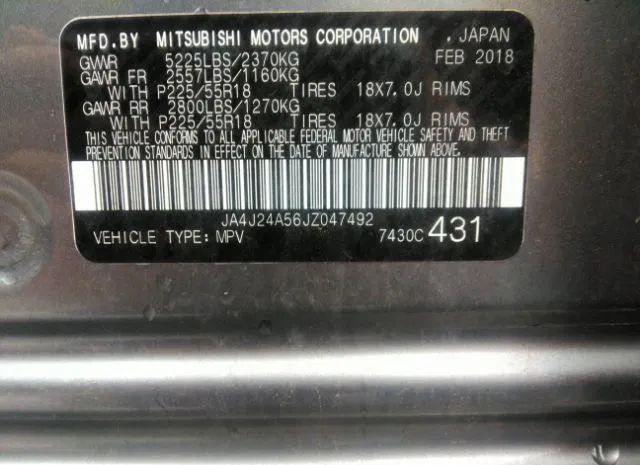 MFD.BY MITSUBISHI MOTORS CORPORATION . JAPAN
GVWR 5225LBS/2370KG FEB 2018
GAWR FR 2557LBS/1160KG
WITH P225/55R18 TIRES 18X7.0J RIMS
GAWR RR 2800LBS/1270KG
WITH P225/55R18 TIRES 18X7.0J RIMS
THIS VEHICLE CONFORMS TO ALL APPLICABLE FEDERAL MOTOR VEHICLE SAFETY AND THEFT
PREVENTION STANDARDS IN EFFECT ON THE DATE OF MANUFACTURE SHOWN ABOVE.
JA4J24A56JZ047492
VEHICLE TYPE: MPV 7430C 431